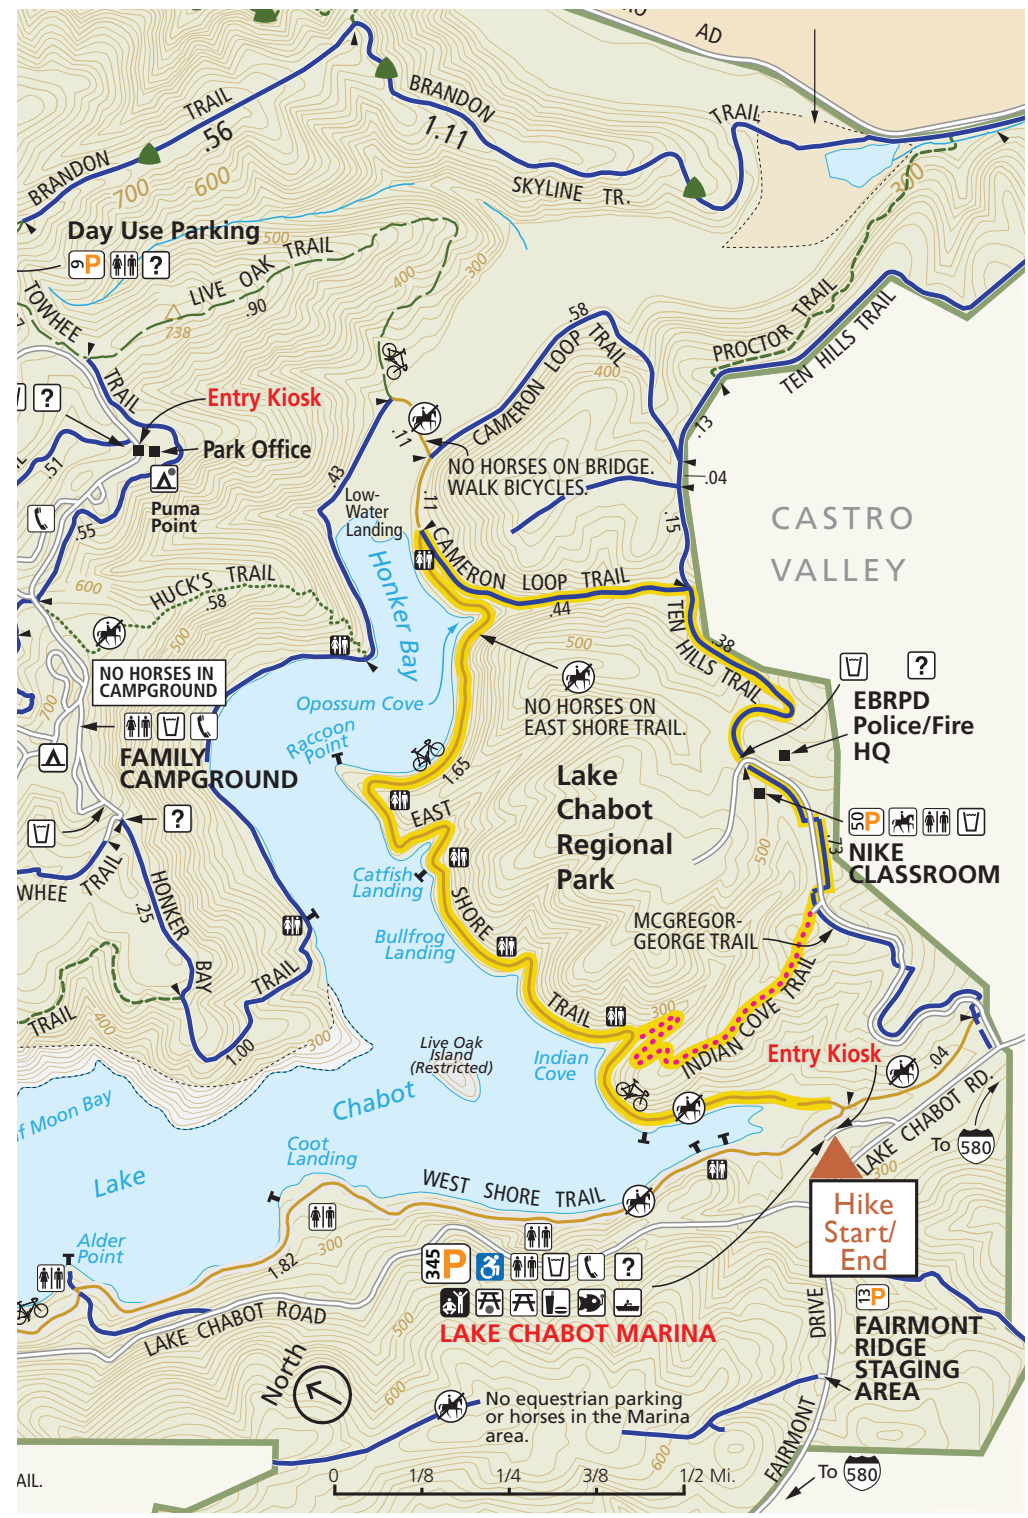 AD
BRANDON
TRAIL
.56
BRANDON
1.11
TRAIL
SKYLINE TR.
700
600
300
Day Use Parking
6P
?
500
LIVE OAK TRAIL
.90
738
400
300
TOWHEE
TRAIL
PROCTOR TRAIL
TEN HILLS TRAIL
.58
CAMERON LOOP TRAIL
400
?
Entry Kiosk
Park Office
.51
.11
NO HORSES ON BRIDGE.
WALK BICYCLES.
.13
.04
.43
.11
Low-
Water
Landing
Puma
Point
.55
.15
CASTRO
VALLEY
Honker Bay
CAMERON LOOP TRAIL
.44
600
HUCK'S TRAIL
.58
500
TEN HILLS TRAIL
.38
500
NO HORSES IN
CAMPGROUND
700
Opossum Cove
NO HORSES ON
EAST SHORE TRAIL.
?
EBRPD
Police/Fire
HQ
FAMILY
CAMPGROUND
Raccoon
Point
1.65
Lake
Chabot
Regional
Park
?
EAST
SHORE
TRAIL
500
50P
.73
NIKE
CLASSROOM
WHEE TRAIL
HONKER
BAY
TRAIL
.25
Catfish
Landing
Bullfrog
Landing
MCGREGOR-
GEORGE TRAIL
TRAIL
400
1.00
300
Live Oak
Island
(Restricted)
Indian
Cove
300
INDIAN COVE TRAIL
Entry Kiosk
.04
lf Moon Bay
Chabot
LAKE CHABOT RD.
To 580
300
Lake
Coot
Landing
WEST SHORE TRAIL
Hike
Start/
End
Alder
Point
1.82
300
345P
?
LAKE CHABOT MARINA
LAKE CHABOT ROAD
500
DRIVE
13P
FAIRMONT
RIDGE
STAGING
AREA
North
600
No equestrian parking
or horses in the Marina
area.
600
FAIRMONT
To 580
AIL.
0 1/8 1/4 3/8 1/2 Mi.